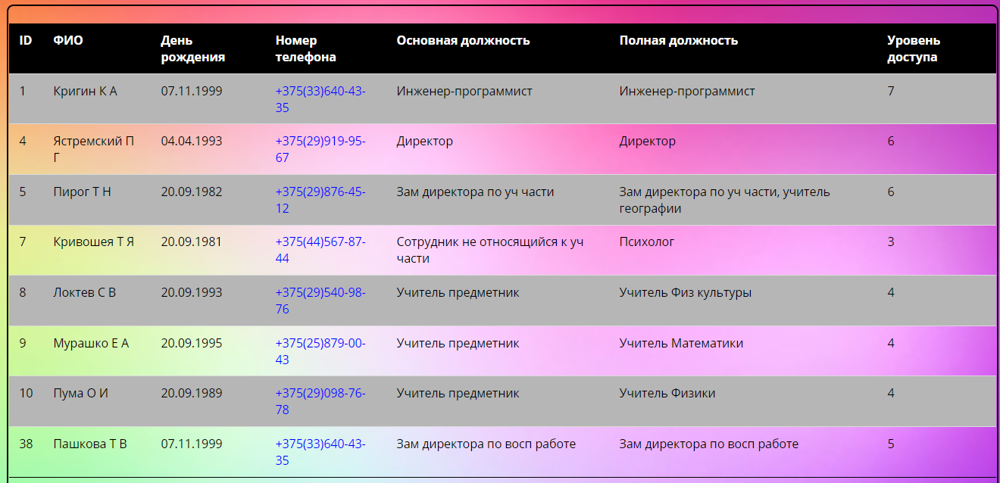 ID ФИО День рождения Номер телефона Основная должность Полная должность Уровень доступа
1 Кригин К А 07.11.1999 +375(33)640-43-35 Инженер-программист Инженер-программист 7
4 Ястремский П Г 04.04.1993 +375(29)919-95-67 Директор Директор 6
5 Пирог Т Н 20.09.1982 +375(29)876-45-12 Зам директора по уч части Зам директора по уч части, учитель географии 6
7 Кривошея Т Я 20.09.1981 +375(44)567-87-44 Сотрудник не относящийся к уч части Психолог 3
8 Локтев С В 20.09.1993 +375(29)540-98-76 Учитель предметник Учитель Физ культуры 4
9 Мурашко Е А 20.09.1995 +375(25)879-00-43 Учитель предметник Учитель Математики 4
10 Пума О И 20.09.1989 +375(29)098-76-78 Учитель предметник Учитель Физики 4
38 Пашкова Т В 07.11.1999 +375(33)640-43-35 Зам директора по восп работе Зам директора по восп работе 5